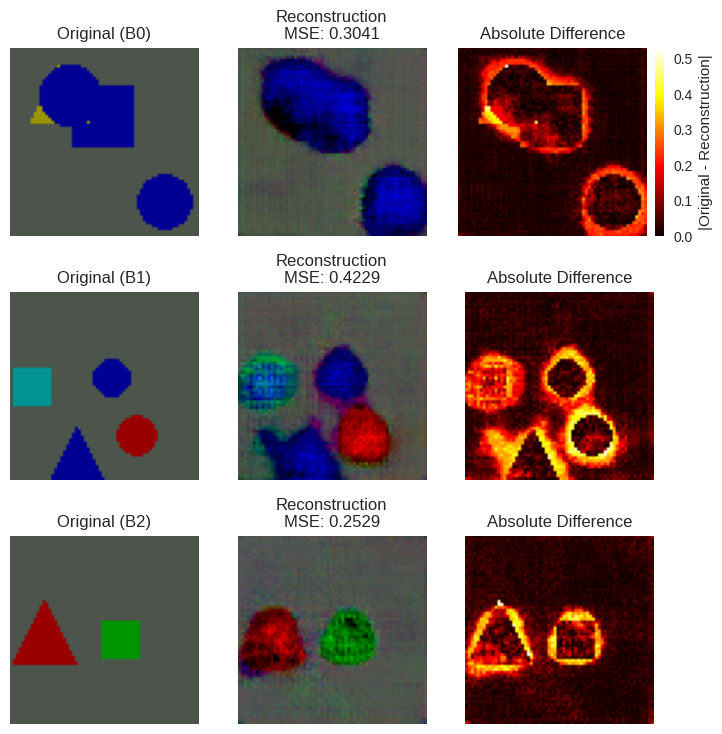 Original (B0)
Reconstruction
MSE: 0.3041
Absolute Difference
0.5
0.4
0.3
0.2
0.1
0.0
|Original - Reconstruction|
Original (B1)
Reconstruction
MSE: 0.4229
Absolute Difference
Original (B2)
Reconstruction
MSE: 0.2529
Absolute Difference